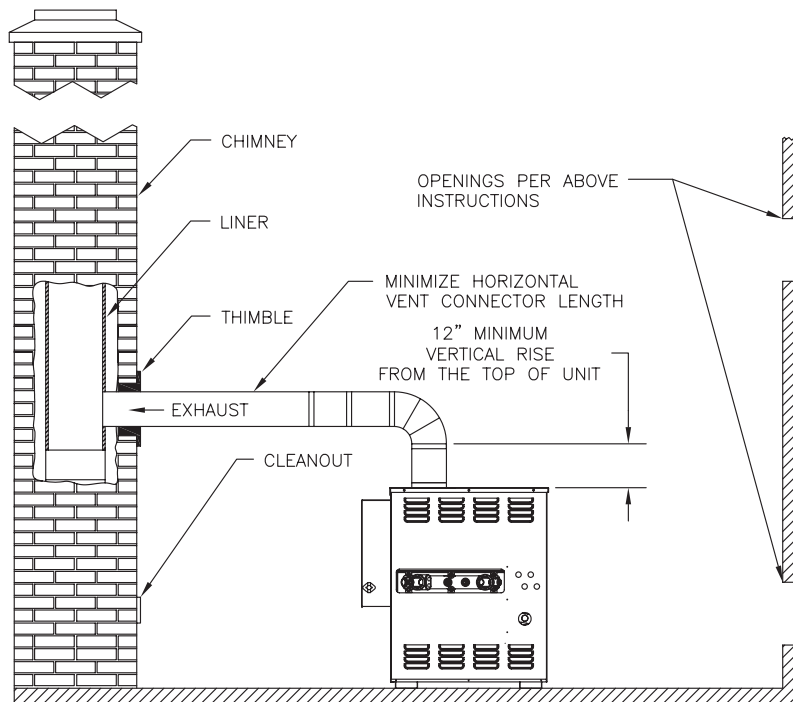 CHIMNEY
OPENINGS PER ABOVE
INSTRUCTIONS
LINER
MINIMIZE HORIZONTAL
VENT CONNECTOR LENGTH
THIMBLE
12” MINIMUM
VERTICAL RISE
FROM THE TOP OF UNIT
EXHAUST
CLEANOUT